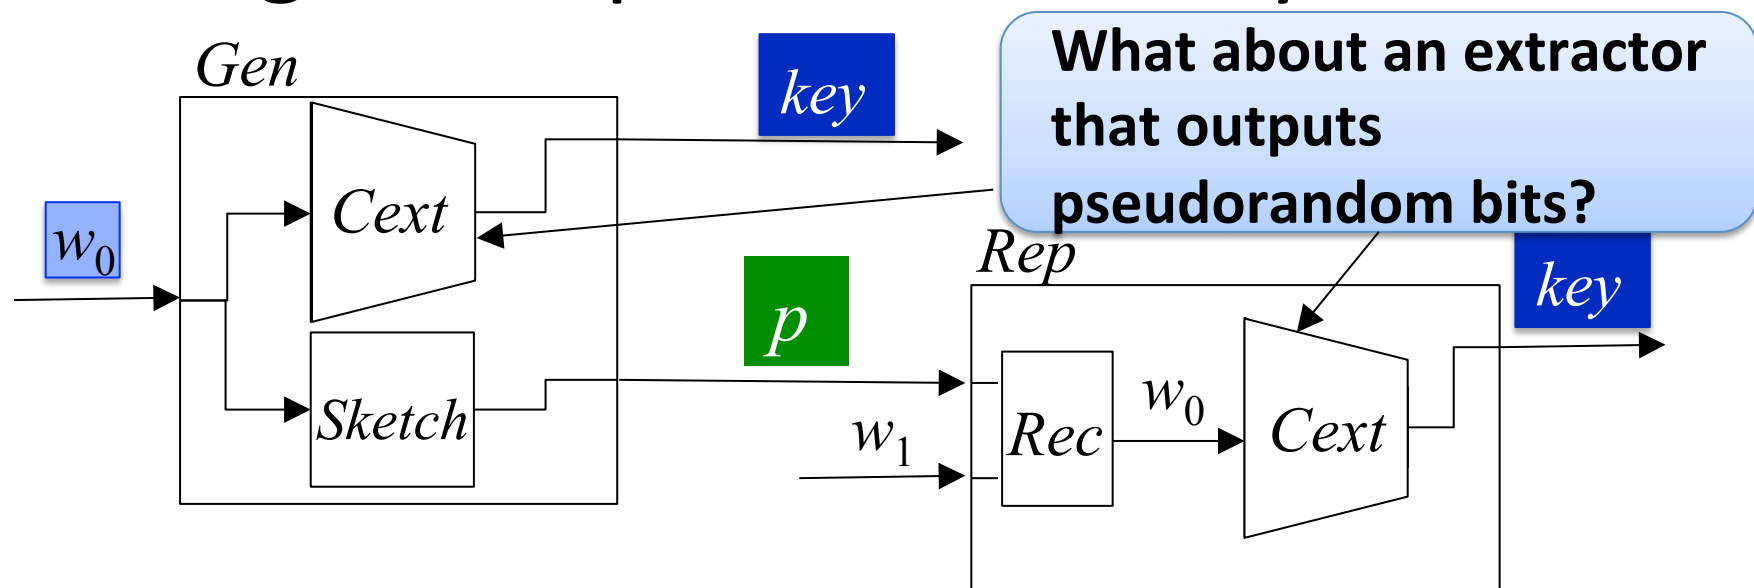 Gen
key
What about an extractor
that outputs
pseudorandom bits?
Cext
w0
Rep
key
p
Sketch
w1
Rec
w0
Cext